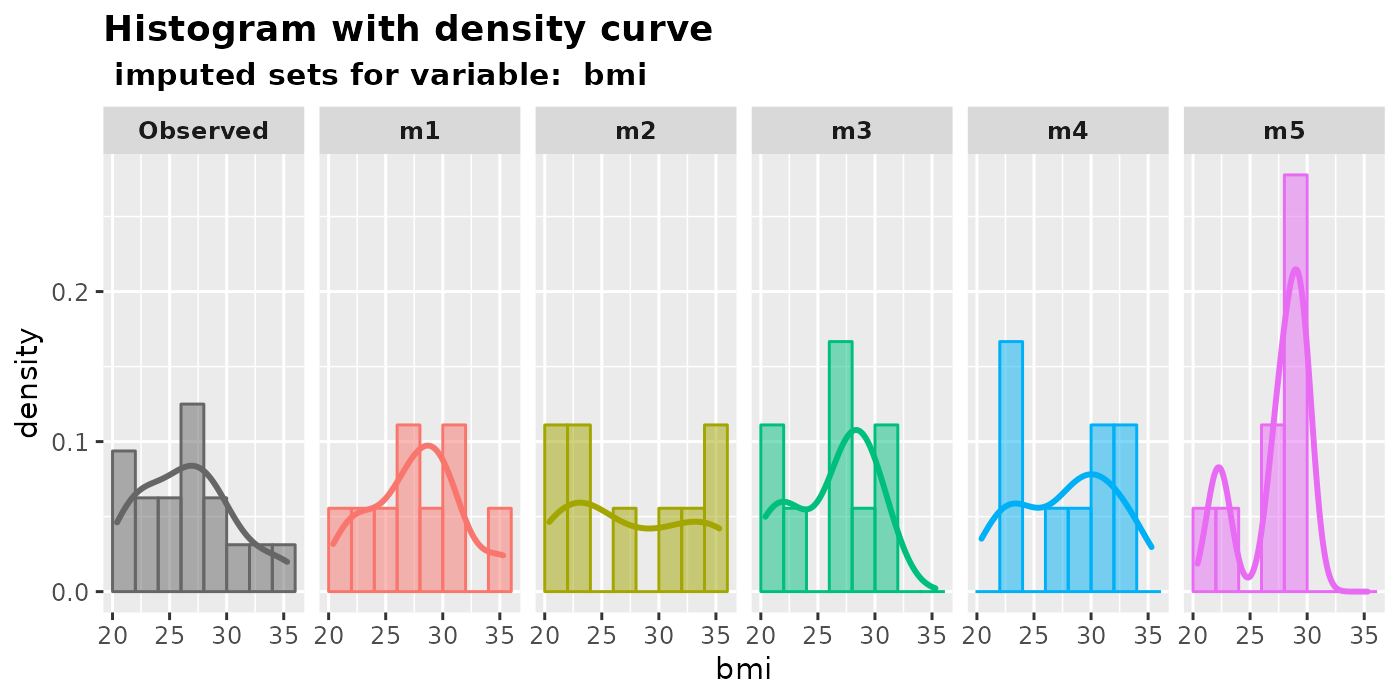 Histogram with density curve
imputed sets for variable:  bmi
Observed m1 m2 m3 m4 m5
density
0.2
0.1
0.0
20 25 30 35 20 25 30 35 20 25 30 35 20 25 30 35 20 25 30 35 20 25 30 35
bmi